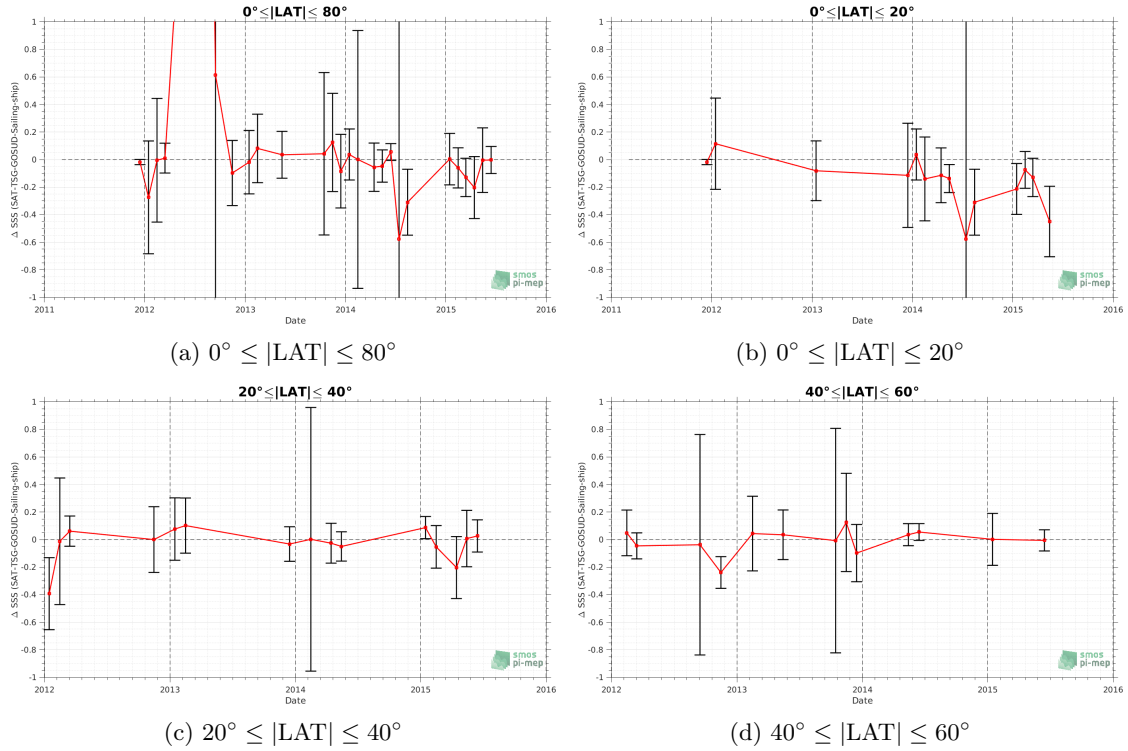 0°≤|LAT|≤ 80°
Δ SSS (SAT-TSG-GOSUD-Sailing-ship)
1
0.8
0.6
0.4
0.2
0
-0.2
-0.4
-0.6
-0.8
-1
2011 2012 2013 2014 2015 2016
Date
smos
pi-mep
(a) 0° ≤ |LAT| ≤ 80°
0°≤|LAT|≤ 20°
Δ SSS (SAT-TSG-GOSUD-Sailing-ship)
1
0.8
0.6
0.4
0.2
0
-0.2
-0.4
-0.6
-0.8
-1
2011 2012 2013 2014 2015 2016
Date
smos
pi-mep
(b) 0° ≤ |LAT| ≤ 20°
20°≤|LAT|≤ 40°
Δ SSS (SAT-TSG-GOSUD-Sailing-ship)
1
0.8
0.6
0.4
0.2
0
-0.2
-0.4
-0.6
-0.8
-1
2012 2013 2014 2015 2016
Date
smos
pi-mep
(c) 20° ≤ |LAT| ≤ 40°
40°≤|LAT|≤ 60°
Δ SSS (SAT-TSG-GOSUD-Sailing-ship)
1
0.8
0.6
0.4
0.2
0
-0.2
-0.4
-0.6
-0.8
-1
2012 2013 2014 2015 2016
Date
smos
pi-mep
(d) 40° ≤ |LAT| ≤ 60°